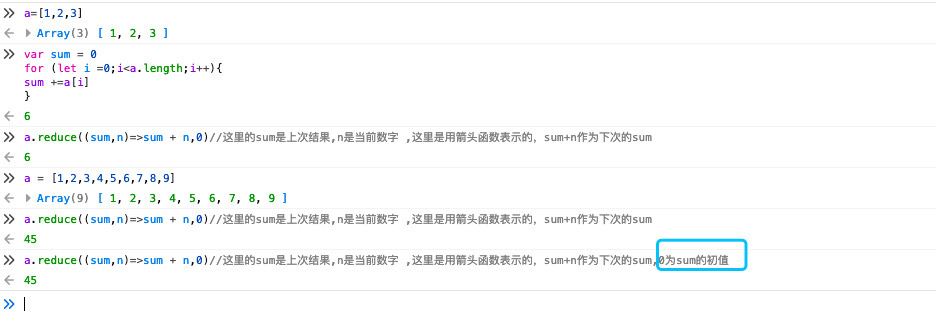 a=[1,2,3]
Array(3) [ 1, 2, 3 ]
var sum = 0
for (let i =0;i<a.length;i++){
sum +=a[i]
}
6
a.reduce((sum,n)=>sum + n,0)//这里的sum是上次结果,n是当前数字 ,这里是用箭头函数表示的, sum+n作为下次的sum
6
a = [1,2,3,4,5,6,7,8,9]
Array(9) [ 1, 2, 3, 4, 5, 6, 7, 8, 9 ]
a.reduce((sum,n)=>sum + n,0)//这里的sum是上次结果,n是当前数字 ,这里是用箭头函数表示的, sum+n作为下次的sum
45
a.reduce((sum,n)=>sum + n,0)//这里的sum是上次结果,n是当前数字 ,这里是用箭头函数表示的, sum+n作为下次的sum,0为sum的初值
45